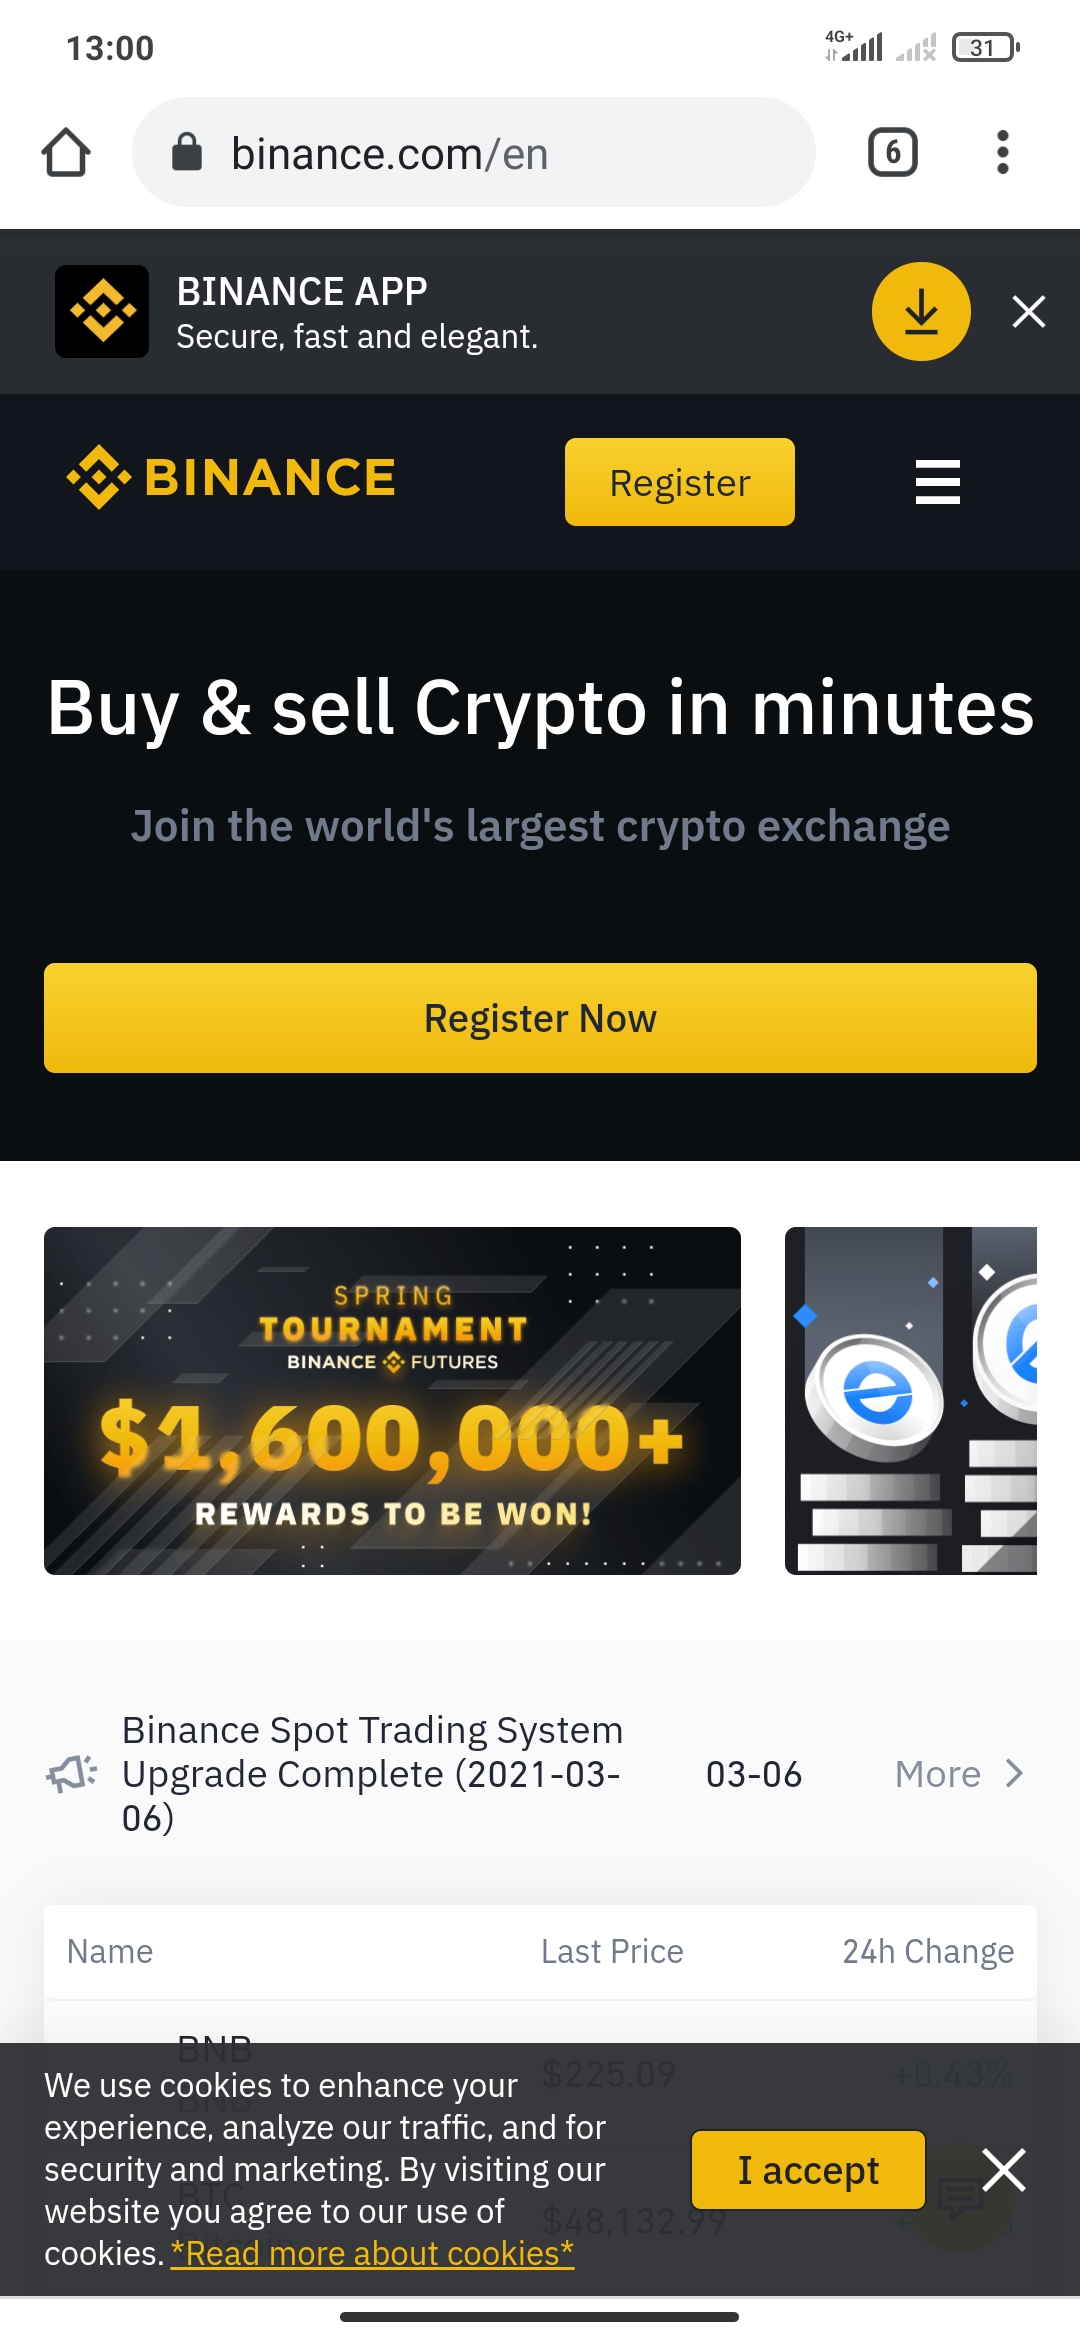 13:00
4G+
31
binance.com/en
6
BINANCE APP
Secure, fast and elegant.
BINANCE
Register
Buy & sell Crypto in minutes
Join the world's largest crypto exchange
Register Now
SPRING
TOURNAMENT
BINANCE FUTURES
$1,600,000+
REWARDS TO BE WON!
Binance Spot Trading System
Upgrade Complete (2021-03-
06)
03-06
More
Name
Last Price
24h Change
BNB
$225.09
+0.43%
BNB
BTC
$48,132.99
We use cookies to enhance your
experience, analyze our traffic, and for
security and marketing. By visiting our
website you agree to our use of
cookies. *Read more about cookies*
I accept